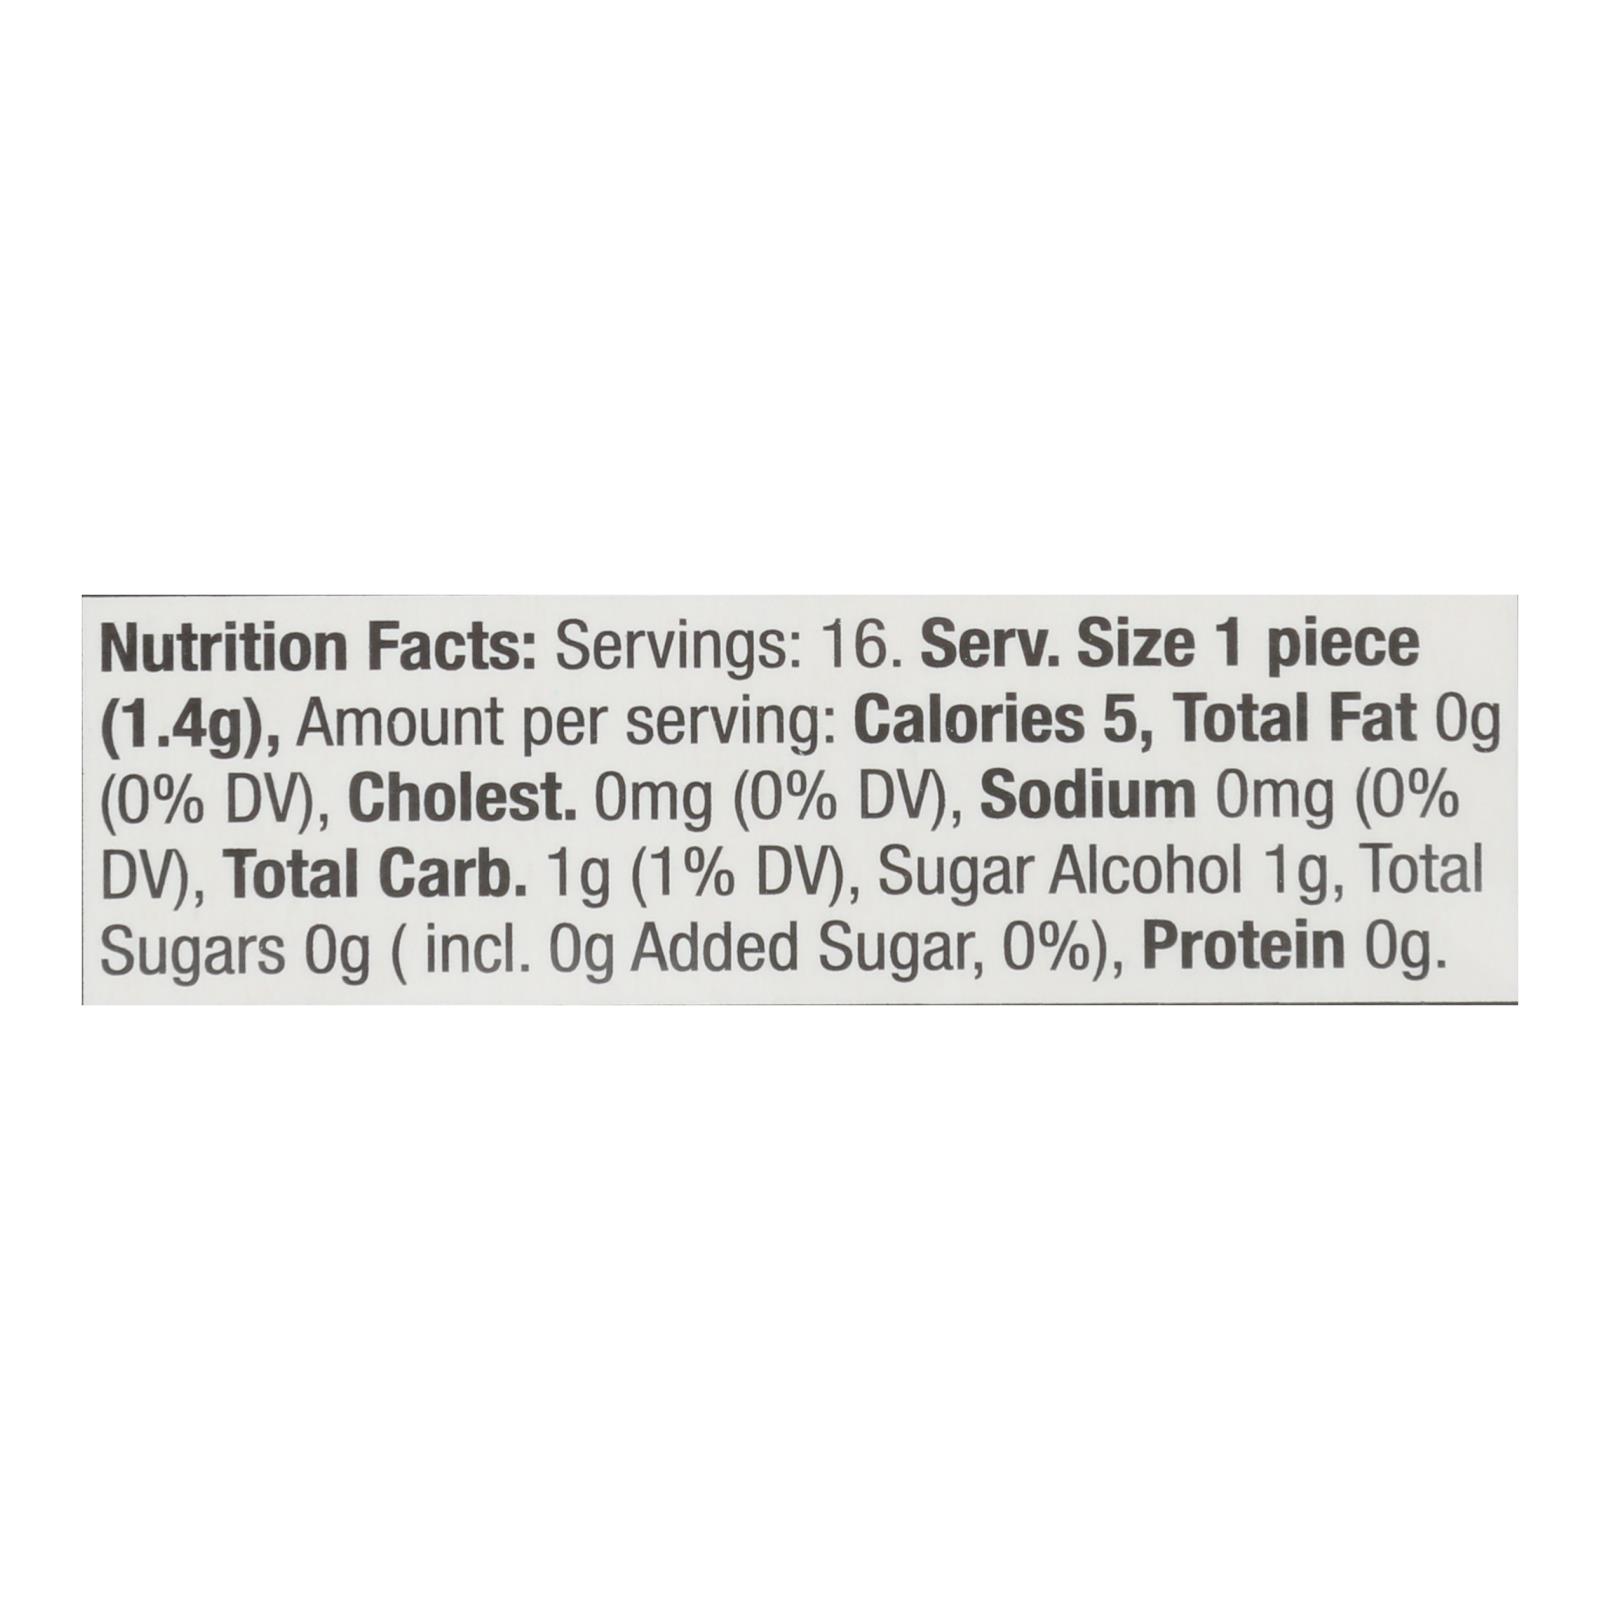 Nutrition Facts: Servings: 16. Serv. Size 1 piece
(1.4g), Amount per serving: Calories 5, Total Fat 0g
(0% DV), Cholest. 0mg (0% DV), Sodium 0mg (0%
DV), Total Carb. 1g (1% DV), Sugar Alcohol 1g, Total
Sugars 0g ( incl. 0g Added Sugar, 0%), Protein 0g.